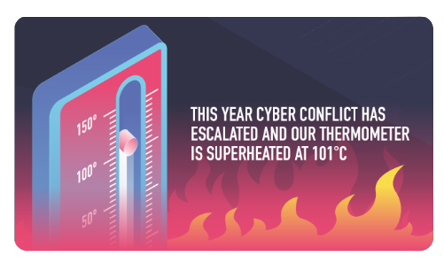 150°
100°
50°
THIS YEAR CYBER CONFLICT HAS
ESCALATED AND OUR THERMOMETER
IS SUPERHEATED AT 101°C